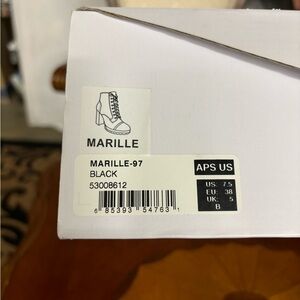 MARILLE
MARILLE-97
BLACK
53008612
6 85393 54763 1
APS US
US: 7.5
EU: 38
UK: 5
B